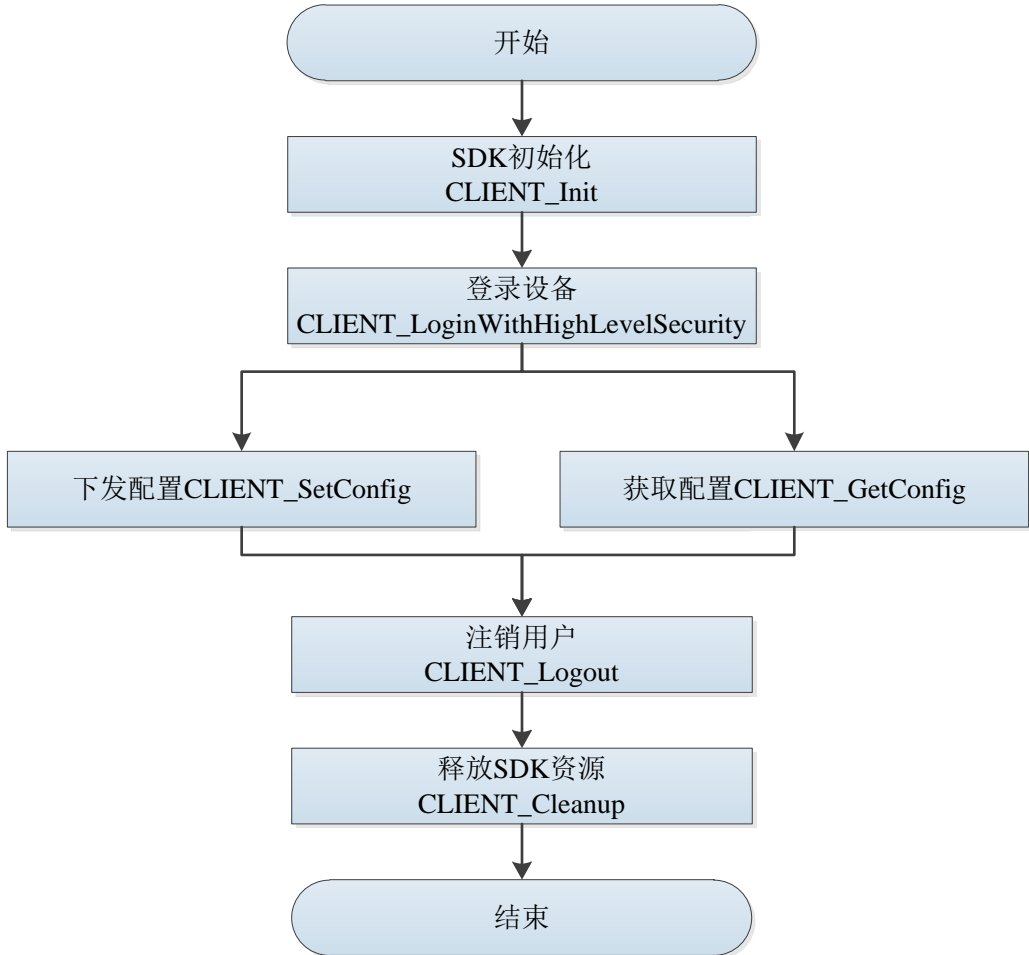 开始
SDK初始化
CLIENT_Init
登录设备
CLIENT_LoginWithHighLevelSecurity
下发配置CLIENT_SetConfig
获取配置CLIENT_GetConfig
注销用户
CLIENT_Logout
释放SDK资源
CLIENT_Cleanup
结束